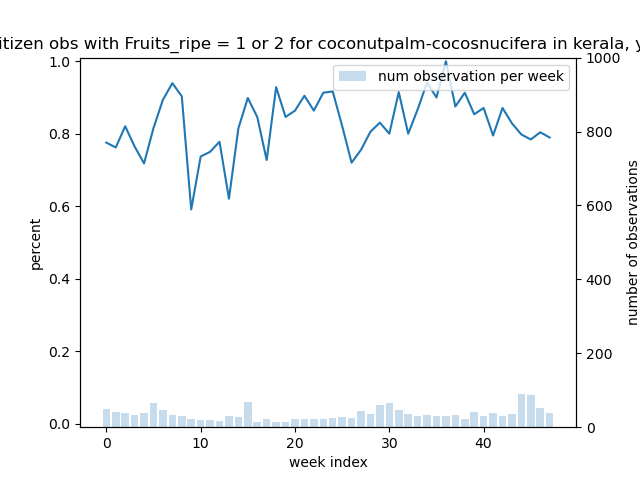 itizen obs with Fruits_ripe = 1 or 2 for coconutpalm-cocosnucifera in kerala, y
num observation per week
1.0
0.8
0.6
0.4
0.2
0.0
percent
1000
800
600
400
200
0
number of observations
0 10 20 30 40
week index